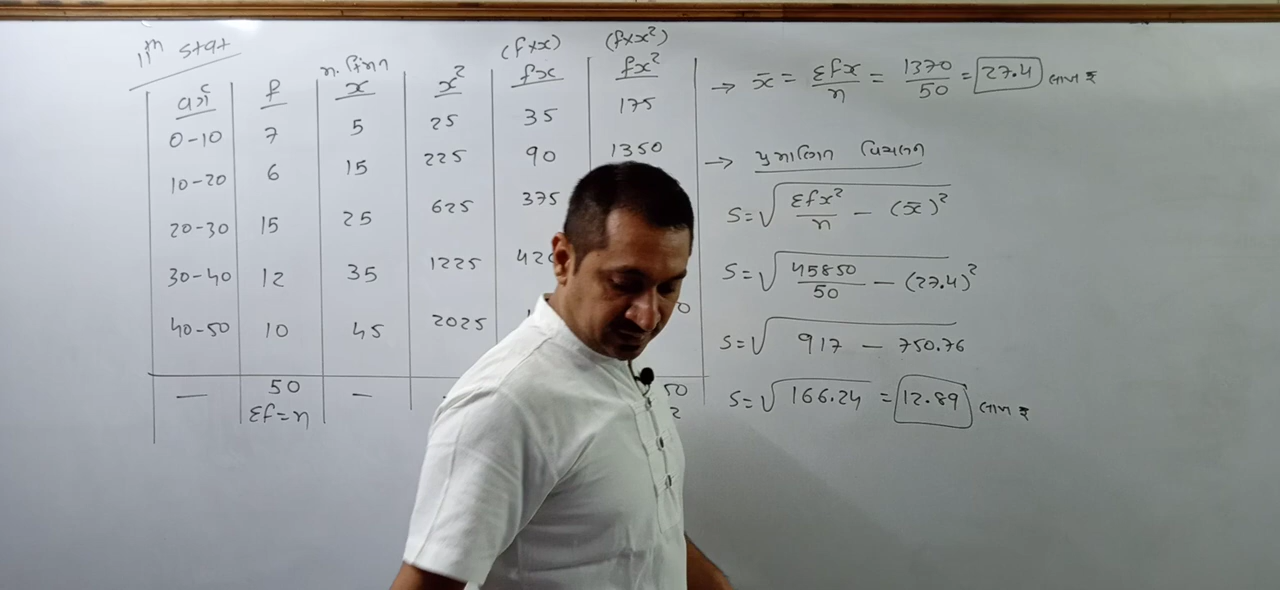 11th stat
(f×x) (f×x²)
વર્ગ f મ. કિંમત x x² fx fx²
0-10 7 5 25 35 175
10-20 6 15 225 90 1350
20-30 15 25 625 375
30-40 12 35 1225 420
40-50 10 45 2025
— 50 — 50
Σf=n
→ x̄ = Σfx/n = 1370/50 = 27.4 લાખ ₹
→ પ્રમાણિત વિચલન
S=√(Σfx²/n - (x̄)²)
S=√(45850/50 - (27.4)²)
S=√(917 - 750.76)
S=√166.24 = 12.89 લાખ ₹